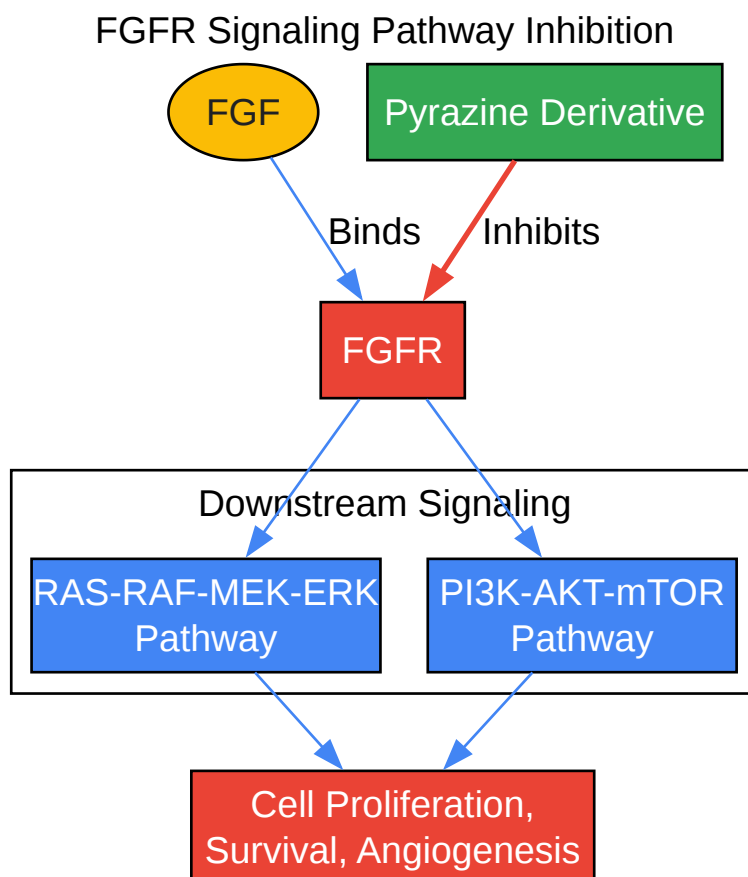 FGFR Signaling Pathway Inhibition
FGF
Pyrazine Derivative
Binds
Inhibits
FGFR
Downstream Signaling
RAS-RAF-MEK-ERK
Pathway
PI3K-AKT-mTOR
Pathway
Cell Proliferation,
Survival, Angiogenesis